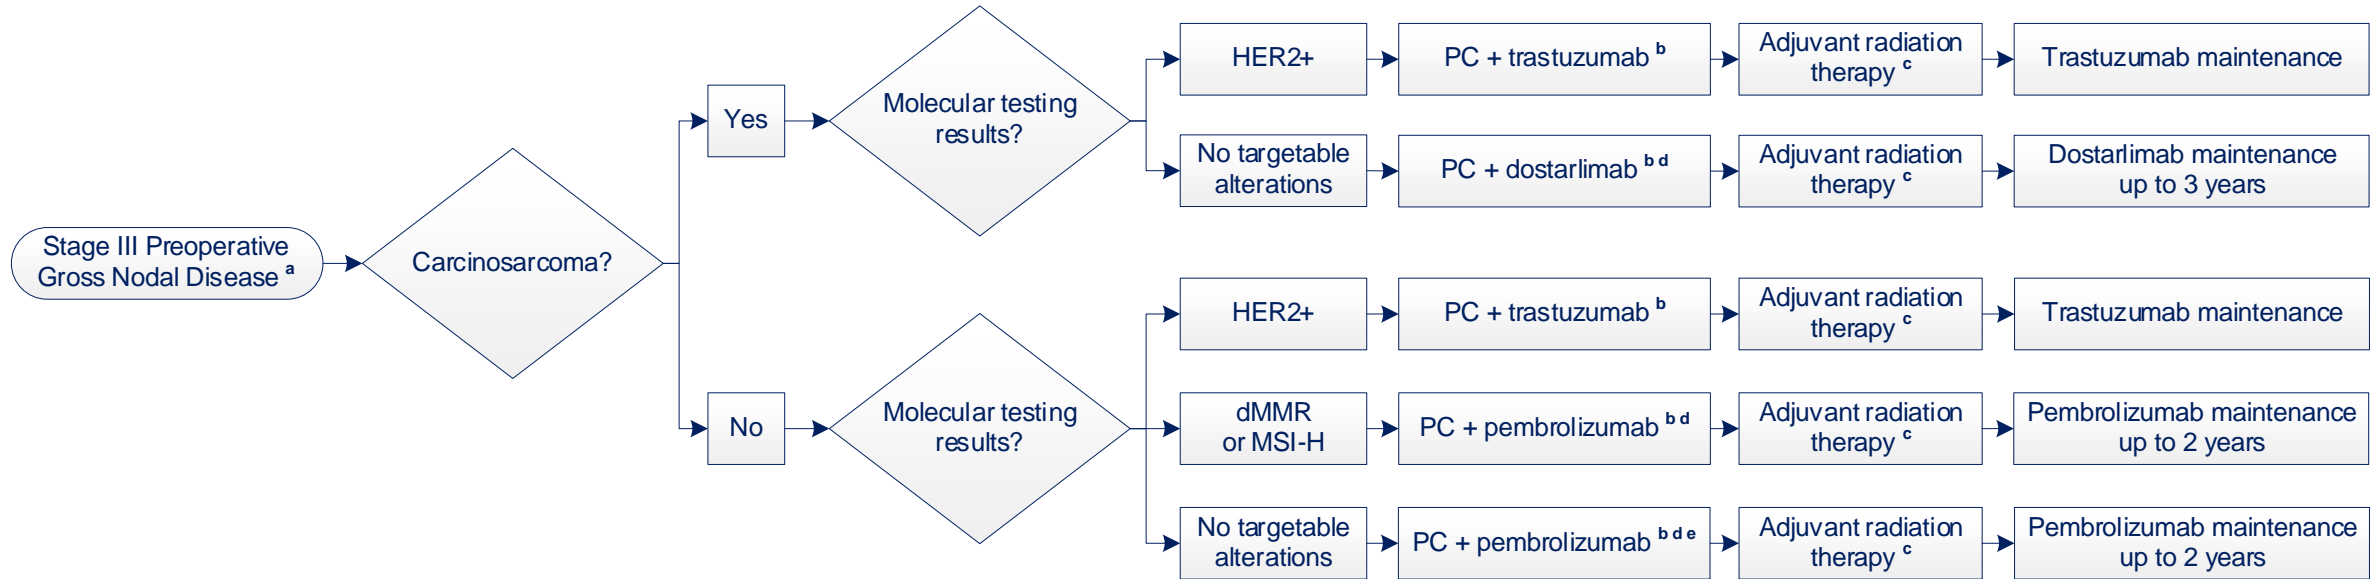 Stage III Preoperative
Gross Nodal Disease a
Carcinosarcoma?
Yes
Molecular testing
results?
HER2+
PC + trastuzumab b
Adjuvant radiation
therapy c
Trastuzumab maintenance
No targetable
alterations
PC + dostarlimab b d
Adjuvant radiation
therapy c
Dostarlimab maintenance
up to 3 years
No
Molecular testing
results?
HER2+
PC + trastuzumab b
Adjuvant radiation
therapy c
Trastuzumab maintenance
dMMR
or MSI-H
PC + pembrolizumab b d
Adjuvant radiation
therapy c
Pembrolizumab maintenance
up to 2 years
No targetable
alterations
PC + pembrolizumab b d e
Adjuvant radiation
therapy c
Pembrolizumab maintenance
up to 2 years